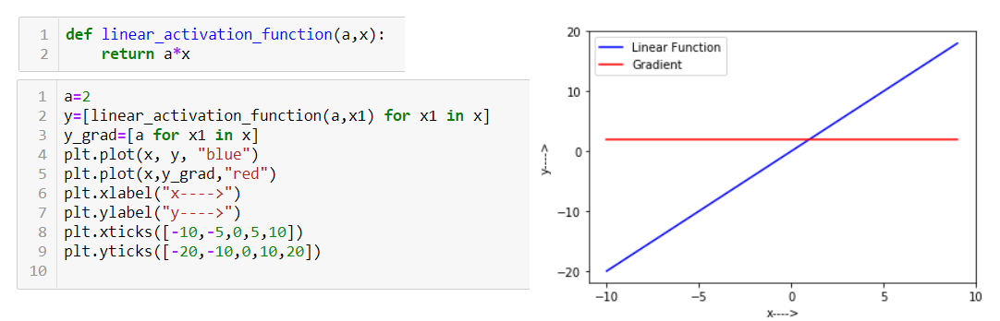 1 def linear_activation_function(a,x):
2 return a*x
1 a=2
2 y=[linear_activation_function(a,x1) for x1 in x]
3 y_grad=[a for x1 in x]
4 plt.plot(x, y, "blue")
5 plt.plot(x,y_grad,"red")
6 plt.xlabel("x---->")
7 plt.ylabel("y---->")
8 plt.xticks([-10,-5,0,5,10])
9 plt.yticks([-20,-10,0,10,20])
10
Linear Function
Gradient
20
10
0
−10
−20
y---->
−10 −5 0 5 10
x---->